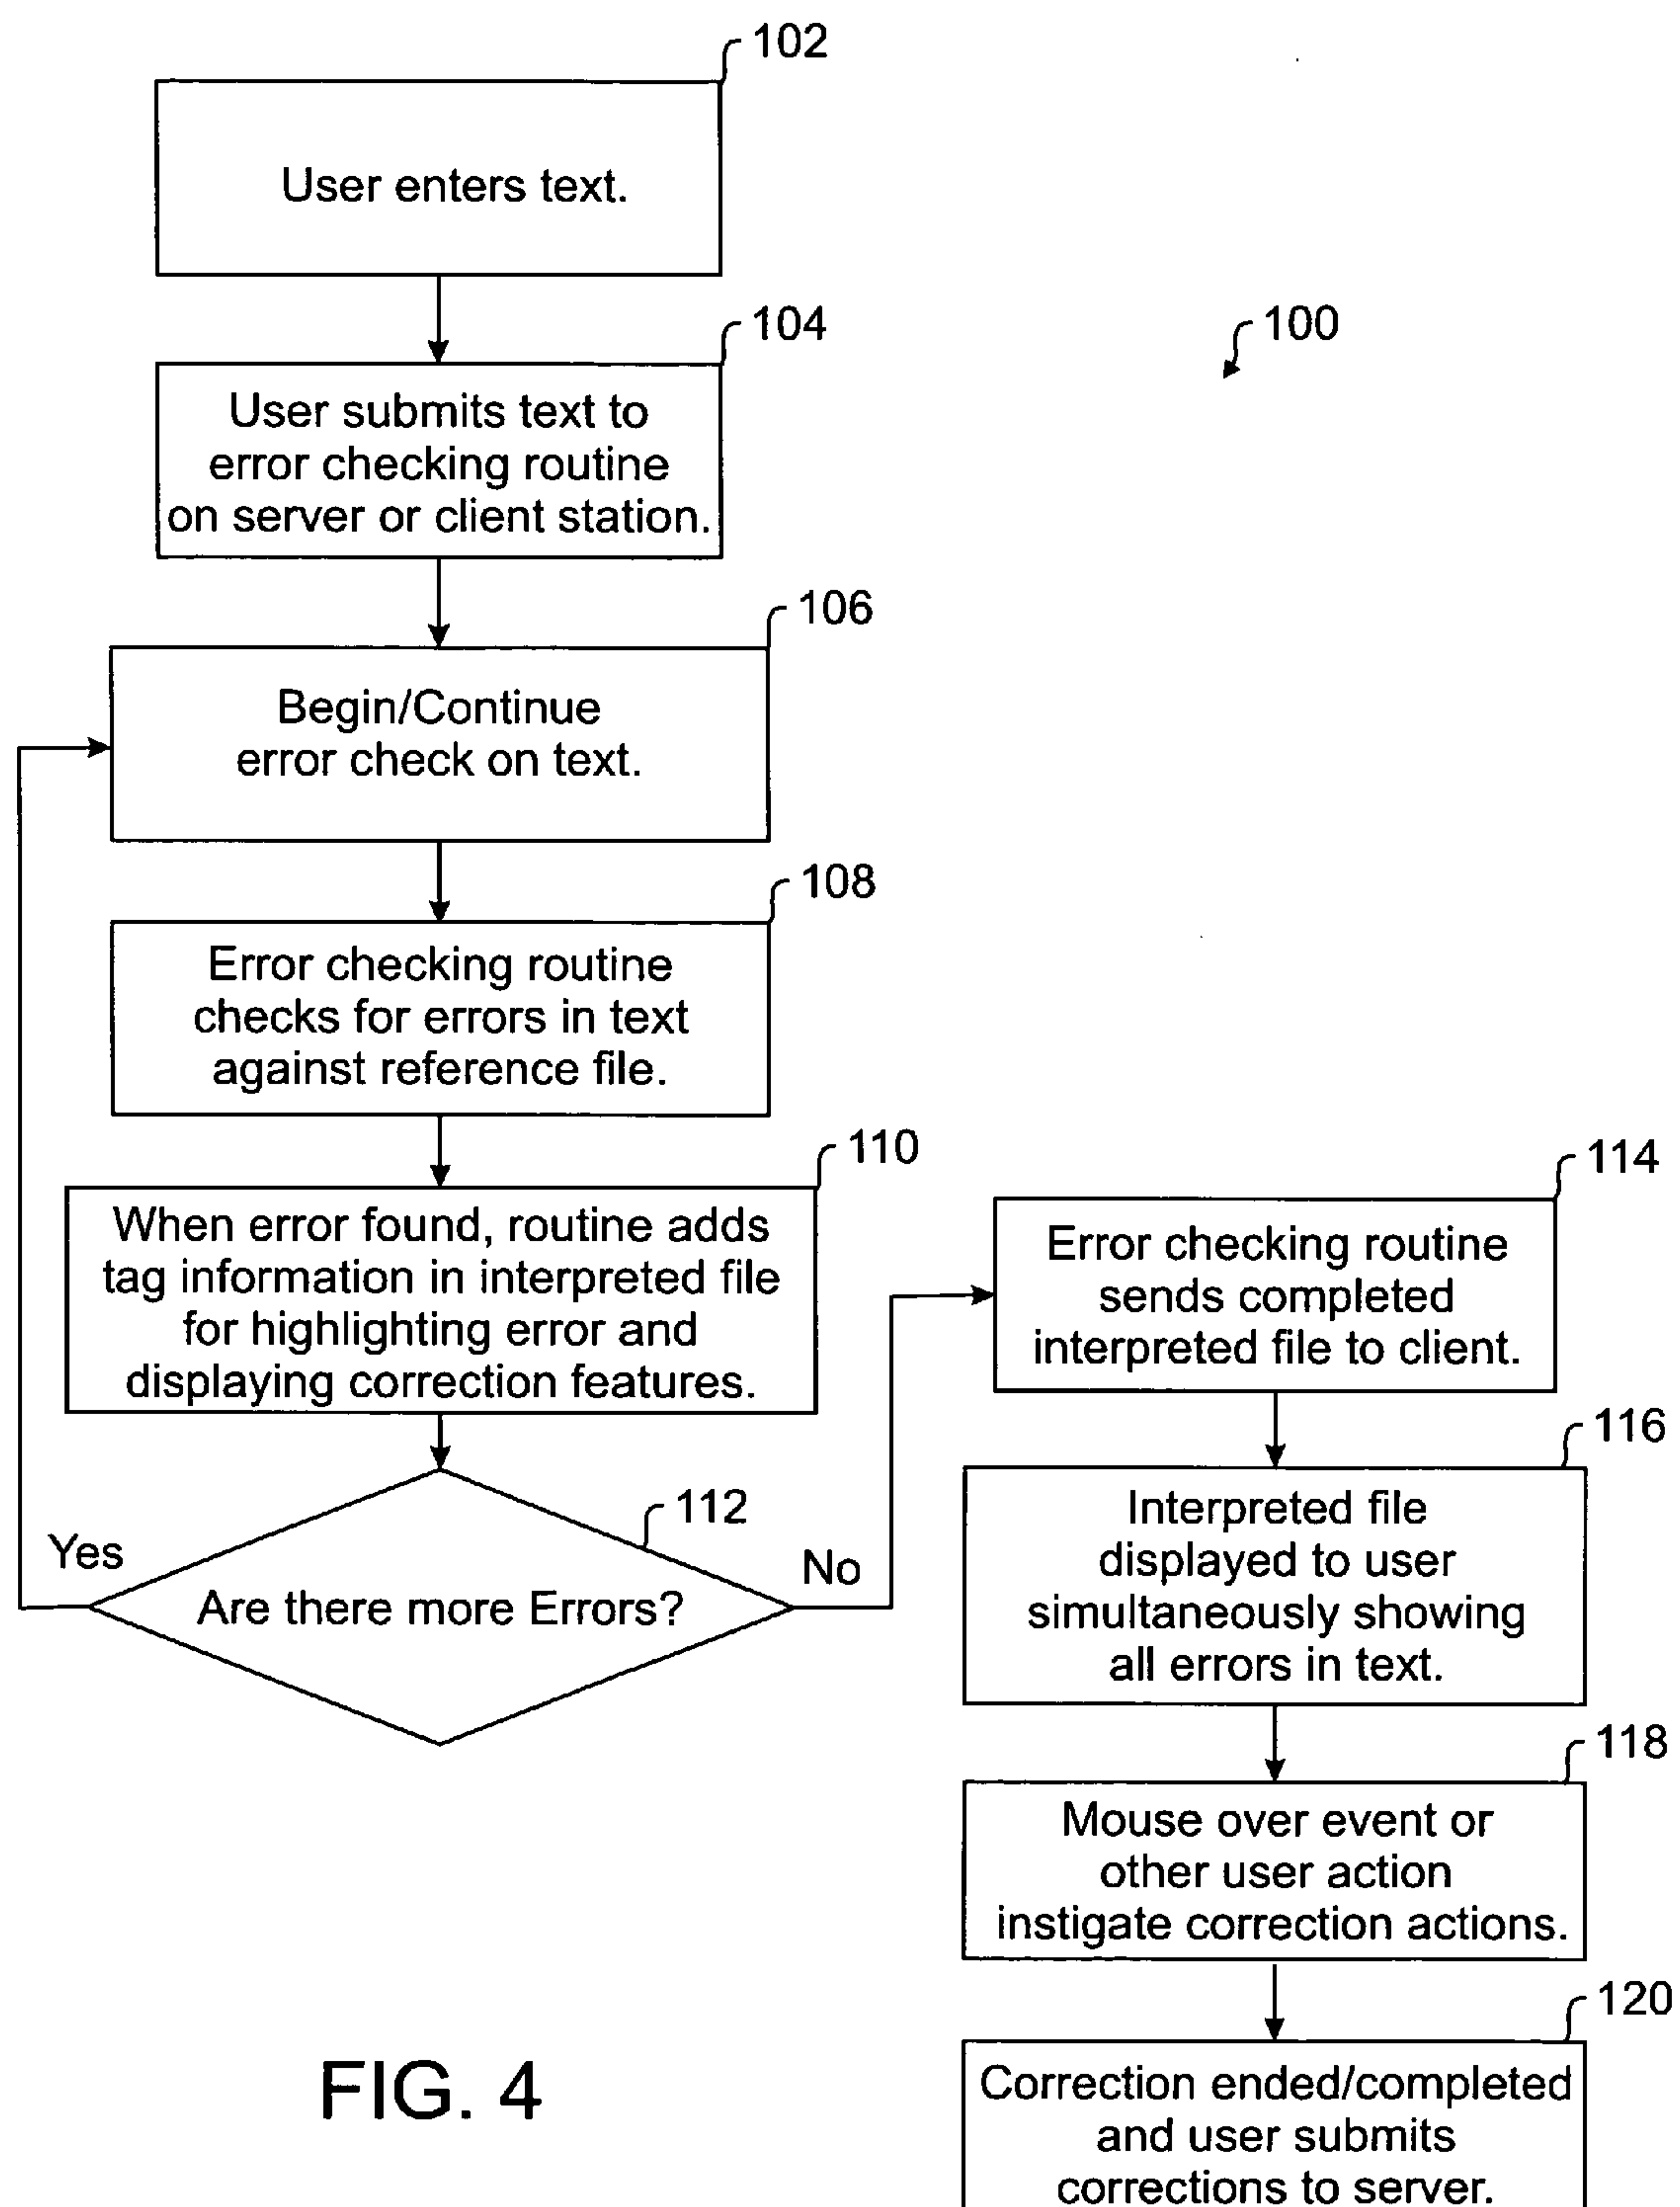 102
User enters text.
104
User submits text to
error checking routine
on server or client station.
100
106
Begin/Continue
error check on text.
108
Error checking routine
checks for errors in text
against reference file.
110
When error found, routine adds
tag information in interpreted file
for highlighting error and
displaying correction features.
112
Yes
Are there more Errors?
No
114
Error checking routine
sends completed
interpreted file to client.
116
Interpreted file
displayed to user
simultaneously showing
all errors in text.
118
Mouse over event or
other user action
instigate correction actions.
120
Correction ended/completed
and user submits
corrections to server.
FIG. 4